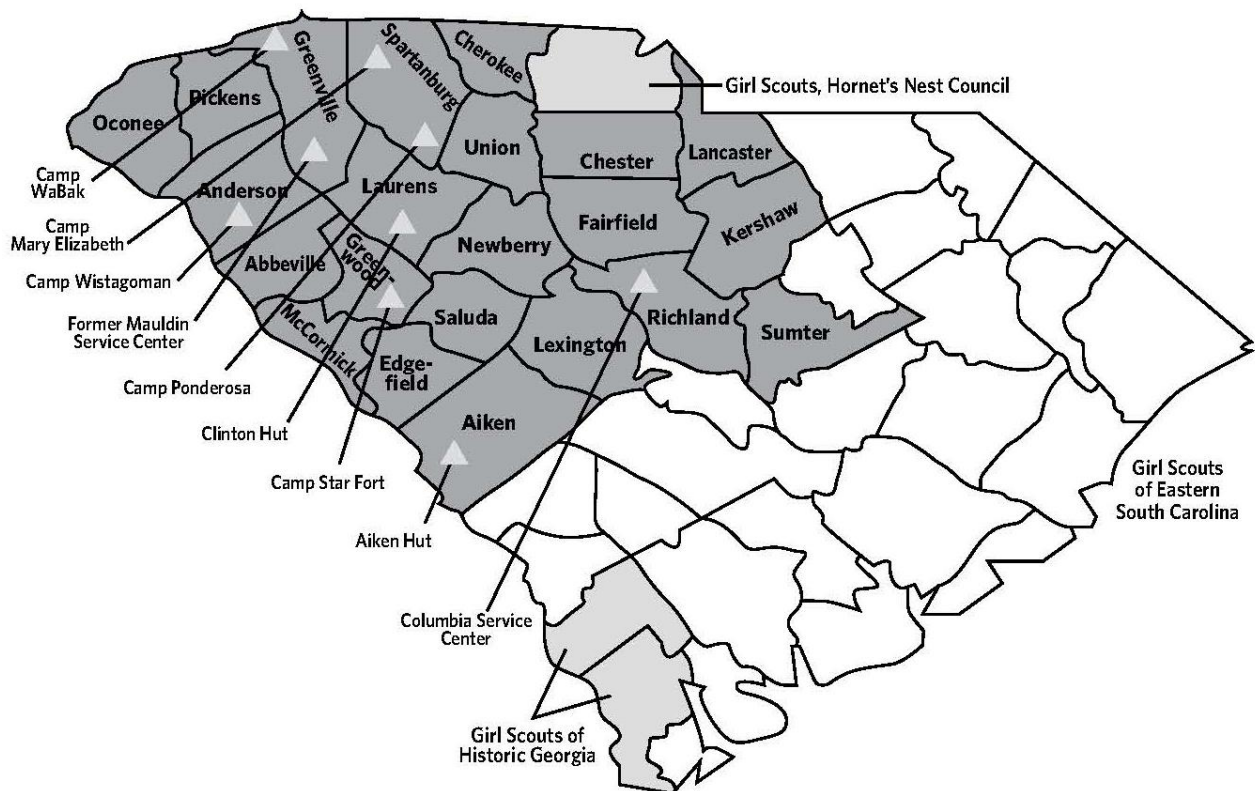 Greenville
Spartanburg
Cherokee
Pickens
Oconee
Girl Scouts, Hornet's Nest Council
Union
Chester
Lancaster
Camp
WaBak
Anderson
Laurens
Fairfield
Kershaw
Camp
Mary Elizabeth
Newberry
Green-
wood
Abbeville
Camp Wistagoman
Former Mauldin
Service Center
McCormick
Saluda
Lexington
Richland
Sumter
Edge-
field
Camp Ponderosa
Clinton Hut
Aiken
Camp Star Fort
Aiken Hut
Girl Scouts
of Eastern
South Carolina
Columbia Service
Center
Girl Scouts of
Historic Georgia